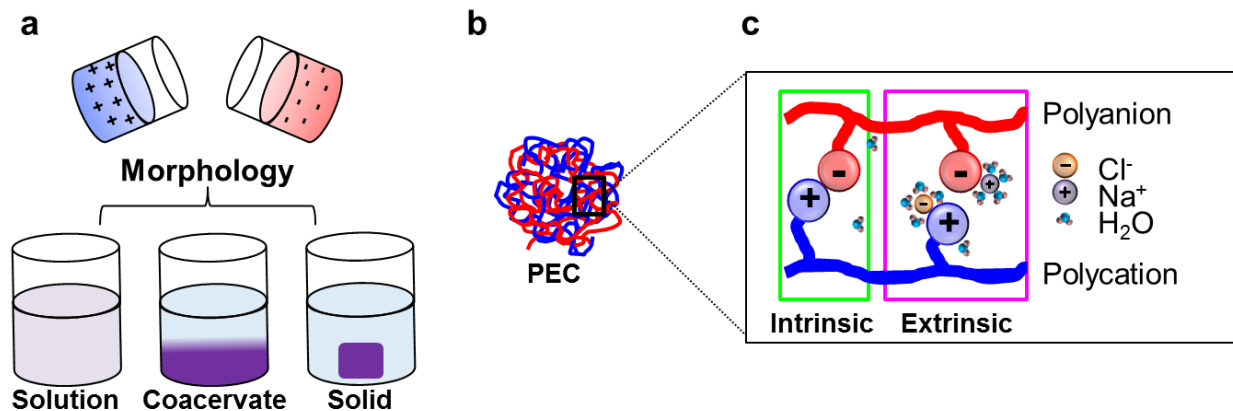 a
b
c
Morphology
Solution
Coacervate
Solid
PEC
Polyanion
Cl⁻
Na⁺
H₂O
Polycation
Intrinsic
Extrinsic